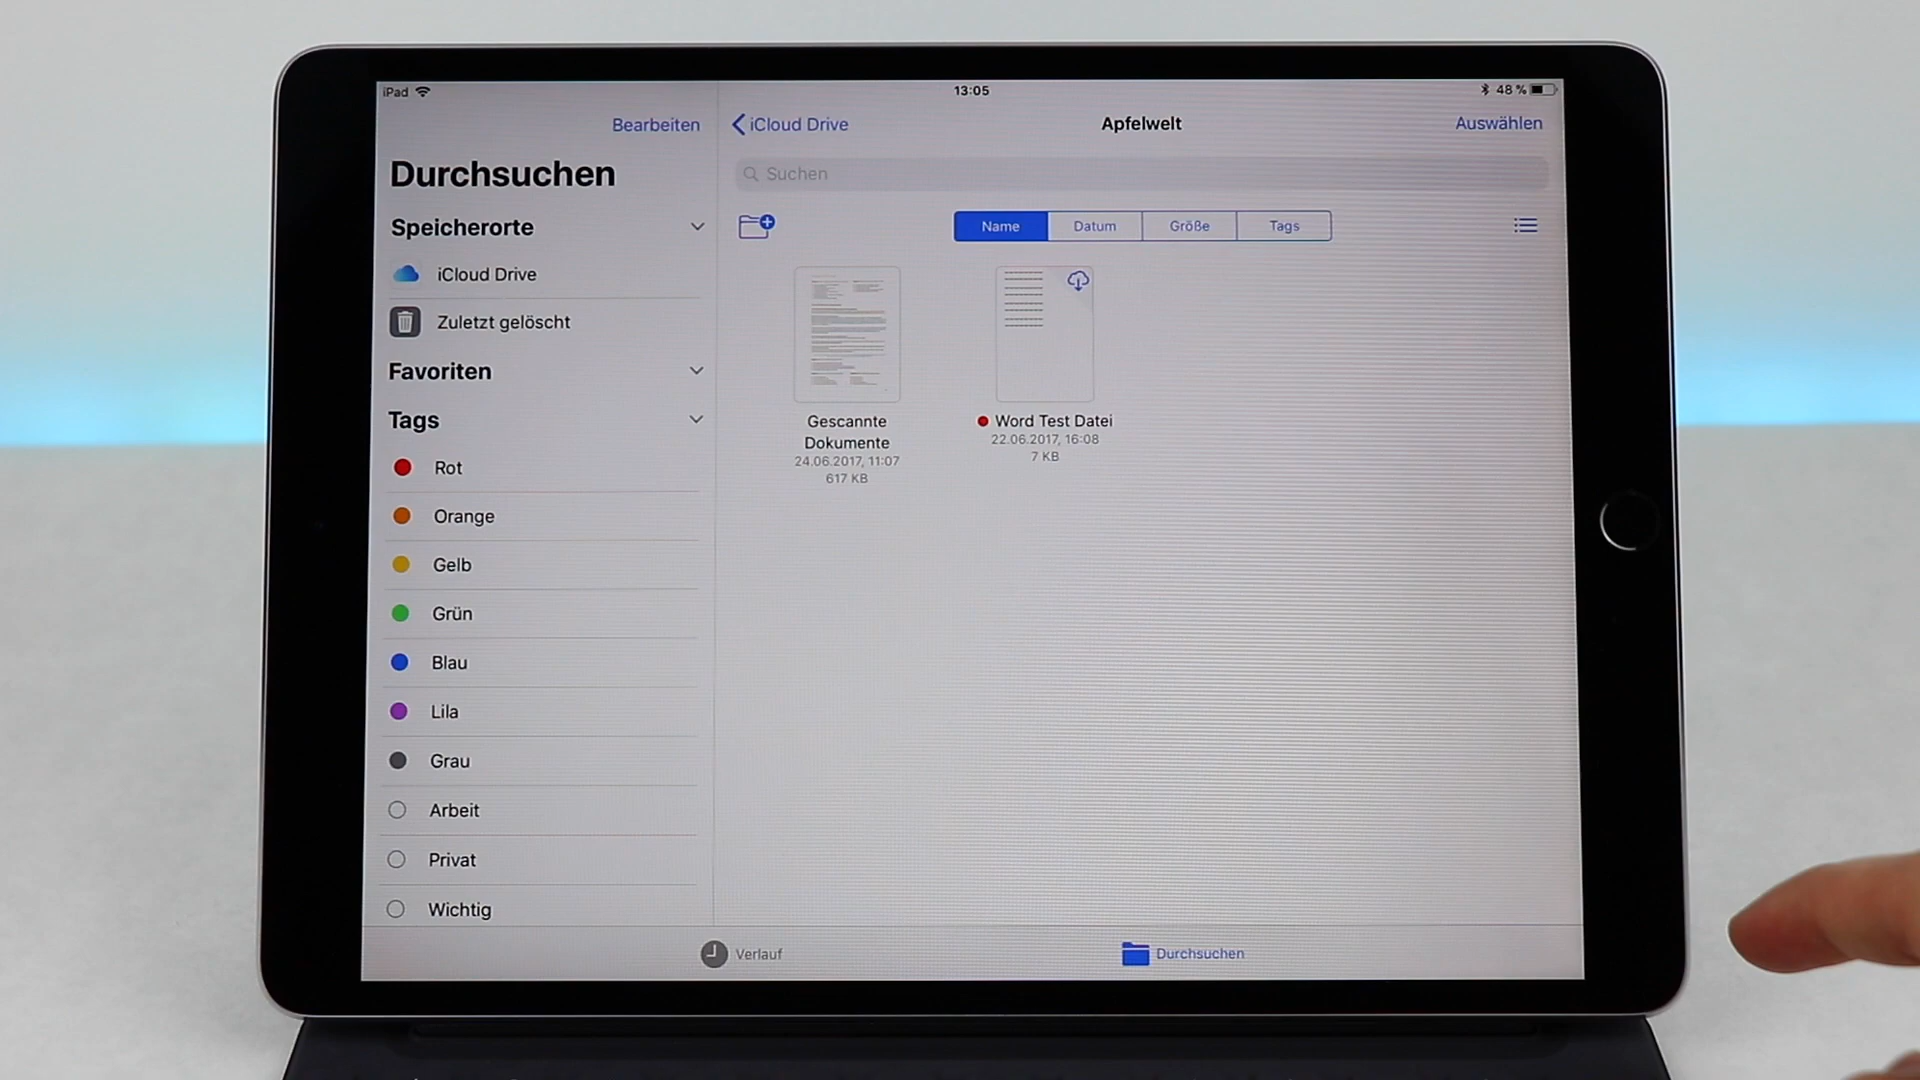 iPad
13:05
48 %
Bearbeiten
Durchsuchen
Speicherorte
iCloud Drive
Zuletzt gelöscht
Favoriten
Tags
Rot
Orange
Gelb
Grün
Blau
Lila
Grau
Arbeit
Privat
Wichtig
iCloud Drive
Apfelwelt
Auswählen
Suchen
Name
Datum
Größe
Tags
Gescannte
Dokumente
24.06.2017, 11:07
617 KB
Word Test Datei
22.06.2017, 16:08
7 KB
Verlauf
Durchsuchen